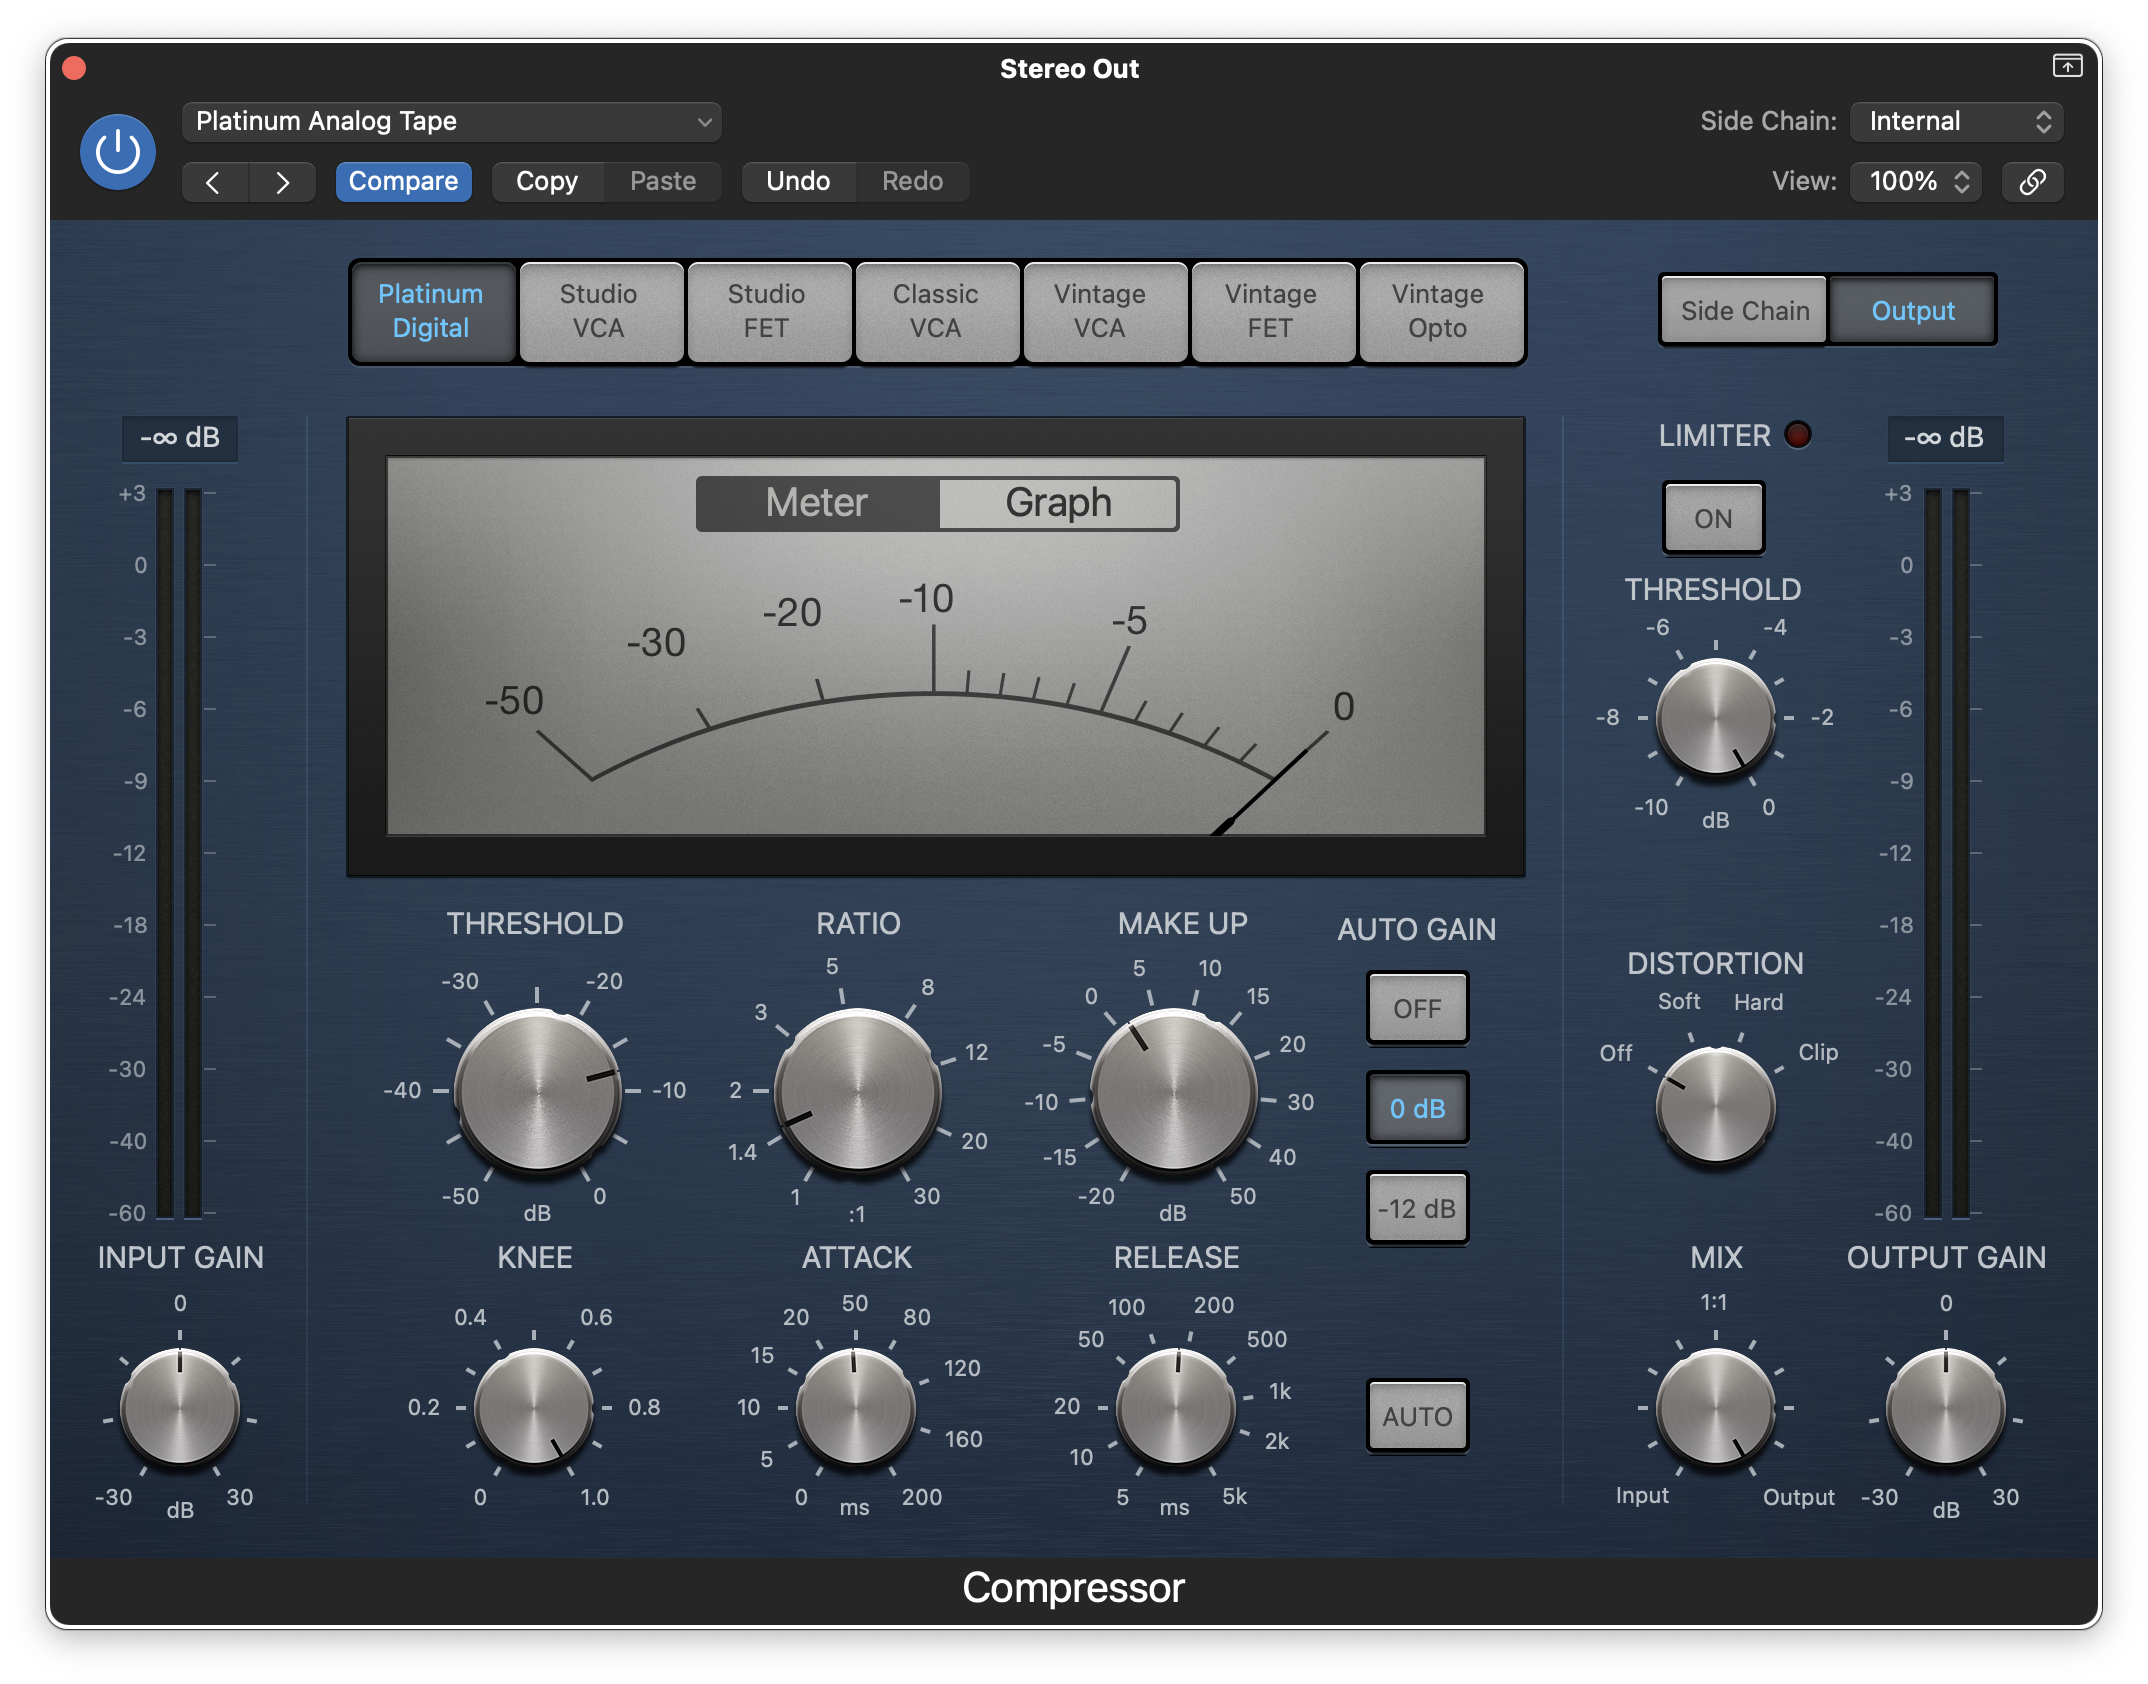 Stereo Out
Platinum Analog Tape
Side Chain: Internal
Compare Copy Paste Undo Redo
View: 100%
Platinum Digital
Studio VCA
Studio FET
Classic VCA
Vintage VCA
Vintage FET
Vintage Opto
Side Chain Output
-∞ dB
+3
0
-3
-6
-9
-12
-18
-24
-30
-40
-60
INPUT GAIN
0
-30 dB 30
Meter Graph
-50 -30 -20 -10 -5 0
THRESHOLD
-30 -20
-40 -10
-50 dB 0
RATIO
5
3 8
12
2
1.4 20
1 :1 30
MAKE UP
5 10
0 15
-5 20
-10 30
-15 40
-20 dB 50
AUTO GAIN
OFF
0 dB
-12 dB
KNEE
0.4 0.6
0.2 0.8
0 1.0
ATTACK
50
20 80
15 120
10
5 160
0 ms 200
RELEASE
100 200
50 500
20 1k
10 2k
5 ms 5k
AUTO
LIMITER
ON
THRESHOLD
-6 -4
-8 -2
-10 dB 0
DISTORTION
Soft Hard
Off Clip
MIX
1:1
Input Output
-∞ dB
+3
0
-3
-6
-9
-12
-18
-24
-30
-40
-60
OUTPUT GAIN
0
-30 dB 30
Compressor